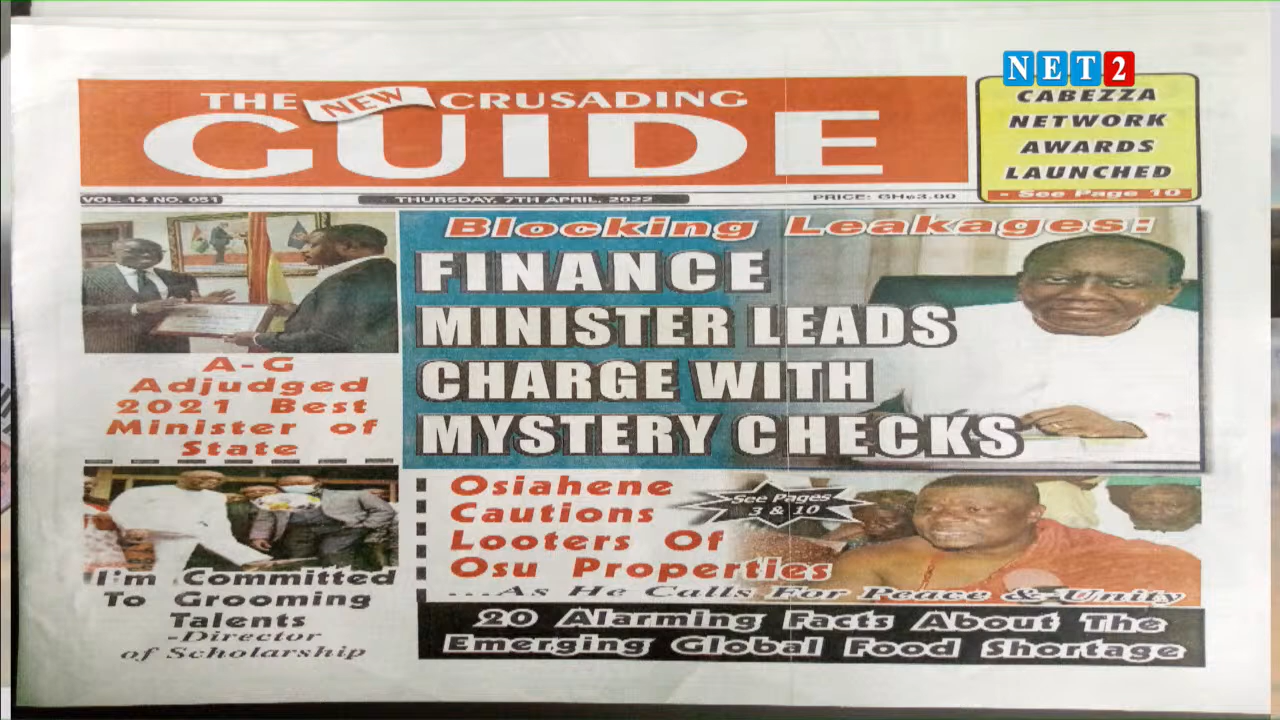 NET2
THE NEW CRUSADING
GUIDE
CABEZZA
NETWORK
AWARDS
LAUNCHED
- See Page 10
VOL. 14 NO. 051
THURSDAY, 7TH APRIL, 2022
PRICE: GH¢3.00
Blocking Leakages:
FINANCE
MINISTER LEADS
CHARGE WITH
MYSTERY CHECKS
A-G
Adjudged
2021 Best
Minister of
State
I'm Committed
To Grooming
Talents
-Director
of Scholarship
Osiahene
Cautions
Looters Of
Osu Properties
See Pages
3 & 10
...As He Calls For Peace & Unity
20 Alarming Facts About The
Emerging Global Food Shortage